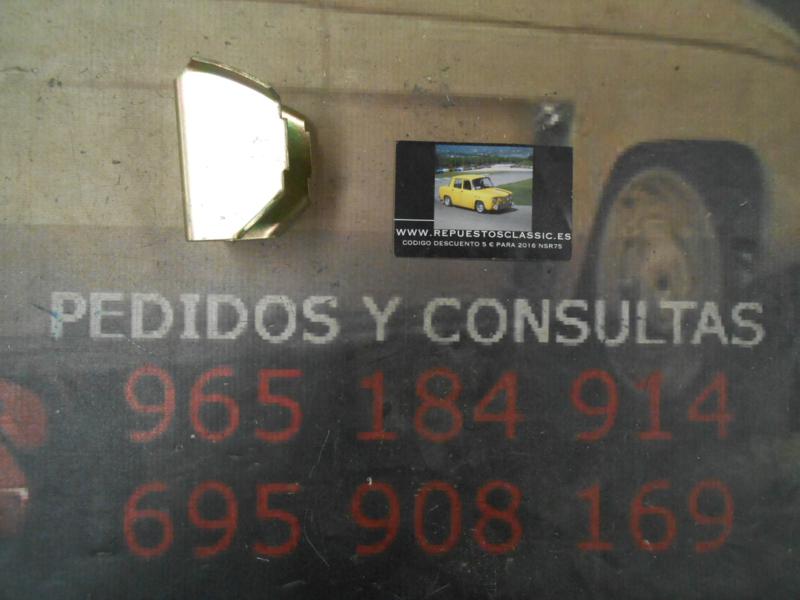 WWW.REPUESTOSCLASSIC.ES
CODIGO DESCUENTO 5 € PARA 2016 NSR75
PEDIDOS Y CONSULTAS
965 184 914
695 908 169